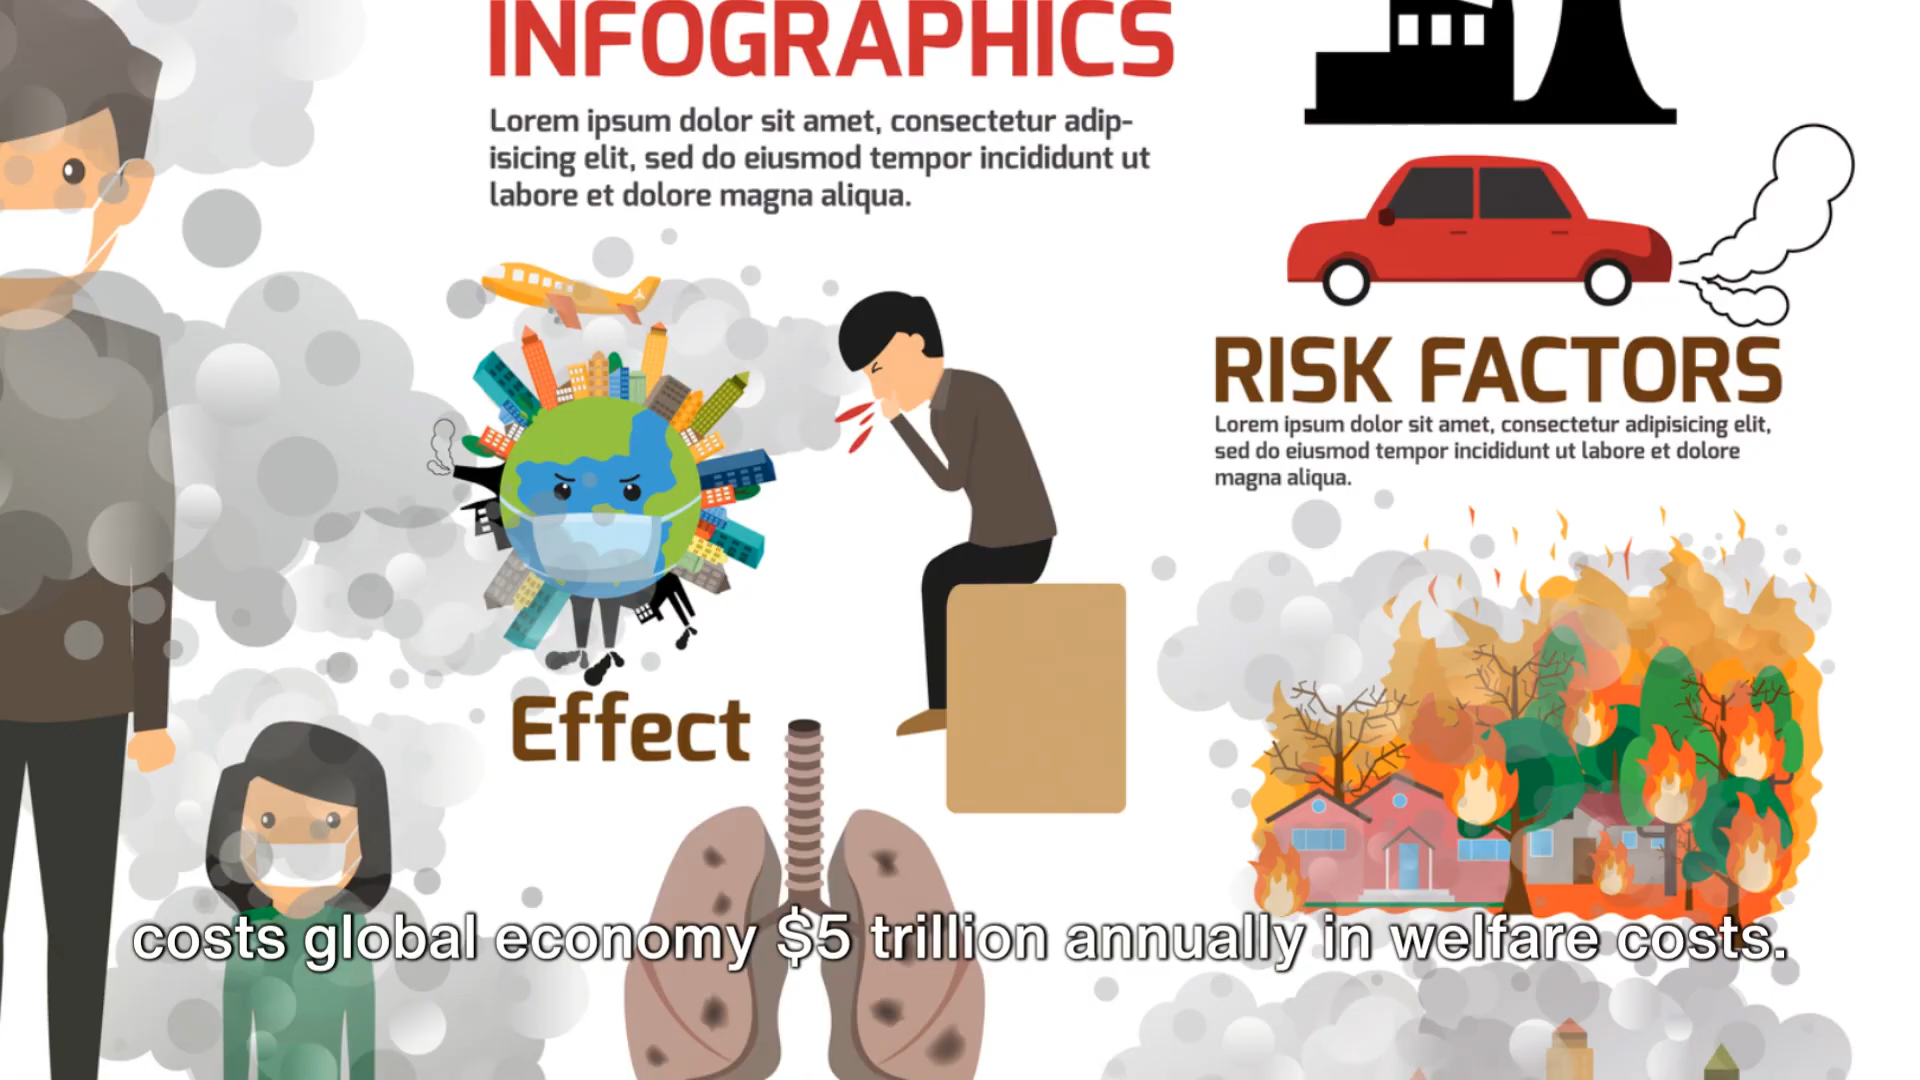 INFOGRAPHICS
Lorem ipsum dolor sit amet, consectetur adip-
isicing elit, sed do eiusmod tempor incididunt ut
labore et dolore magna aliqua.
RISK FACTORS
Lorem ipsum dolor sit amet, consectetur adipisicing elit,
sed do eiusmod tempor incididunt ut labore et dolore
magna aliqua.
Effect
costs global economy $5 trillion annually in welfare costs.